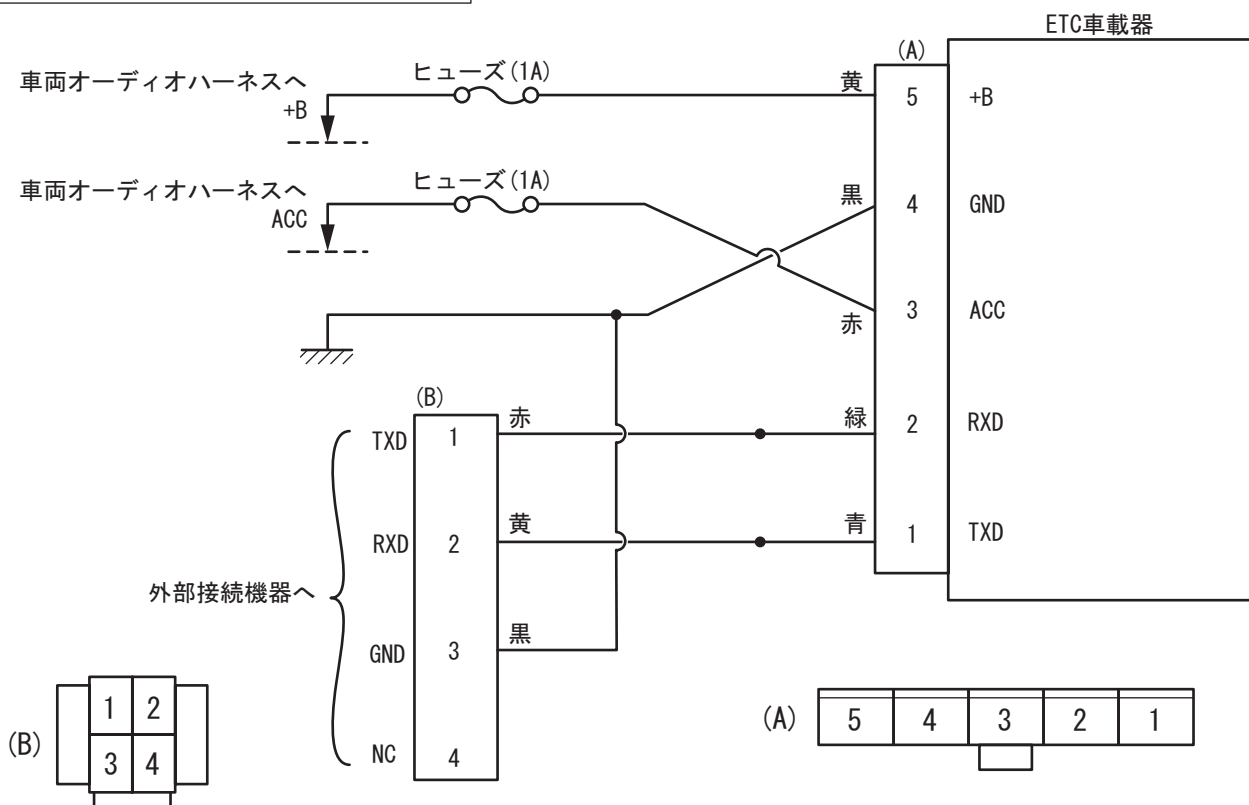 ETC車載器
(A)
車両オーディオハーネスへ
+B
ヒューズ(1A)
黄
5
+B
車両オーディオハーネスへ
ACC
ヒューズ(1A)
黒
4
GND
赤
3
ACC
(B)
TXD
1
赤
緑
2
RXD
RXD
2
黄
青
1
TXD
外部接続機器へ
GND
3
黒
NC
4
(B)
1 2
3 4
(A)
5 4 3 2 1